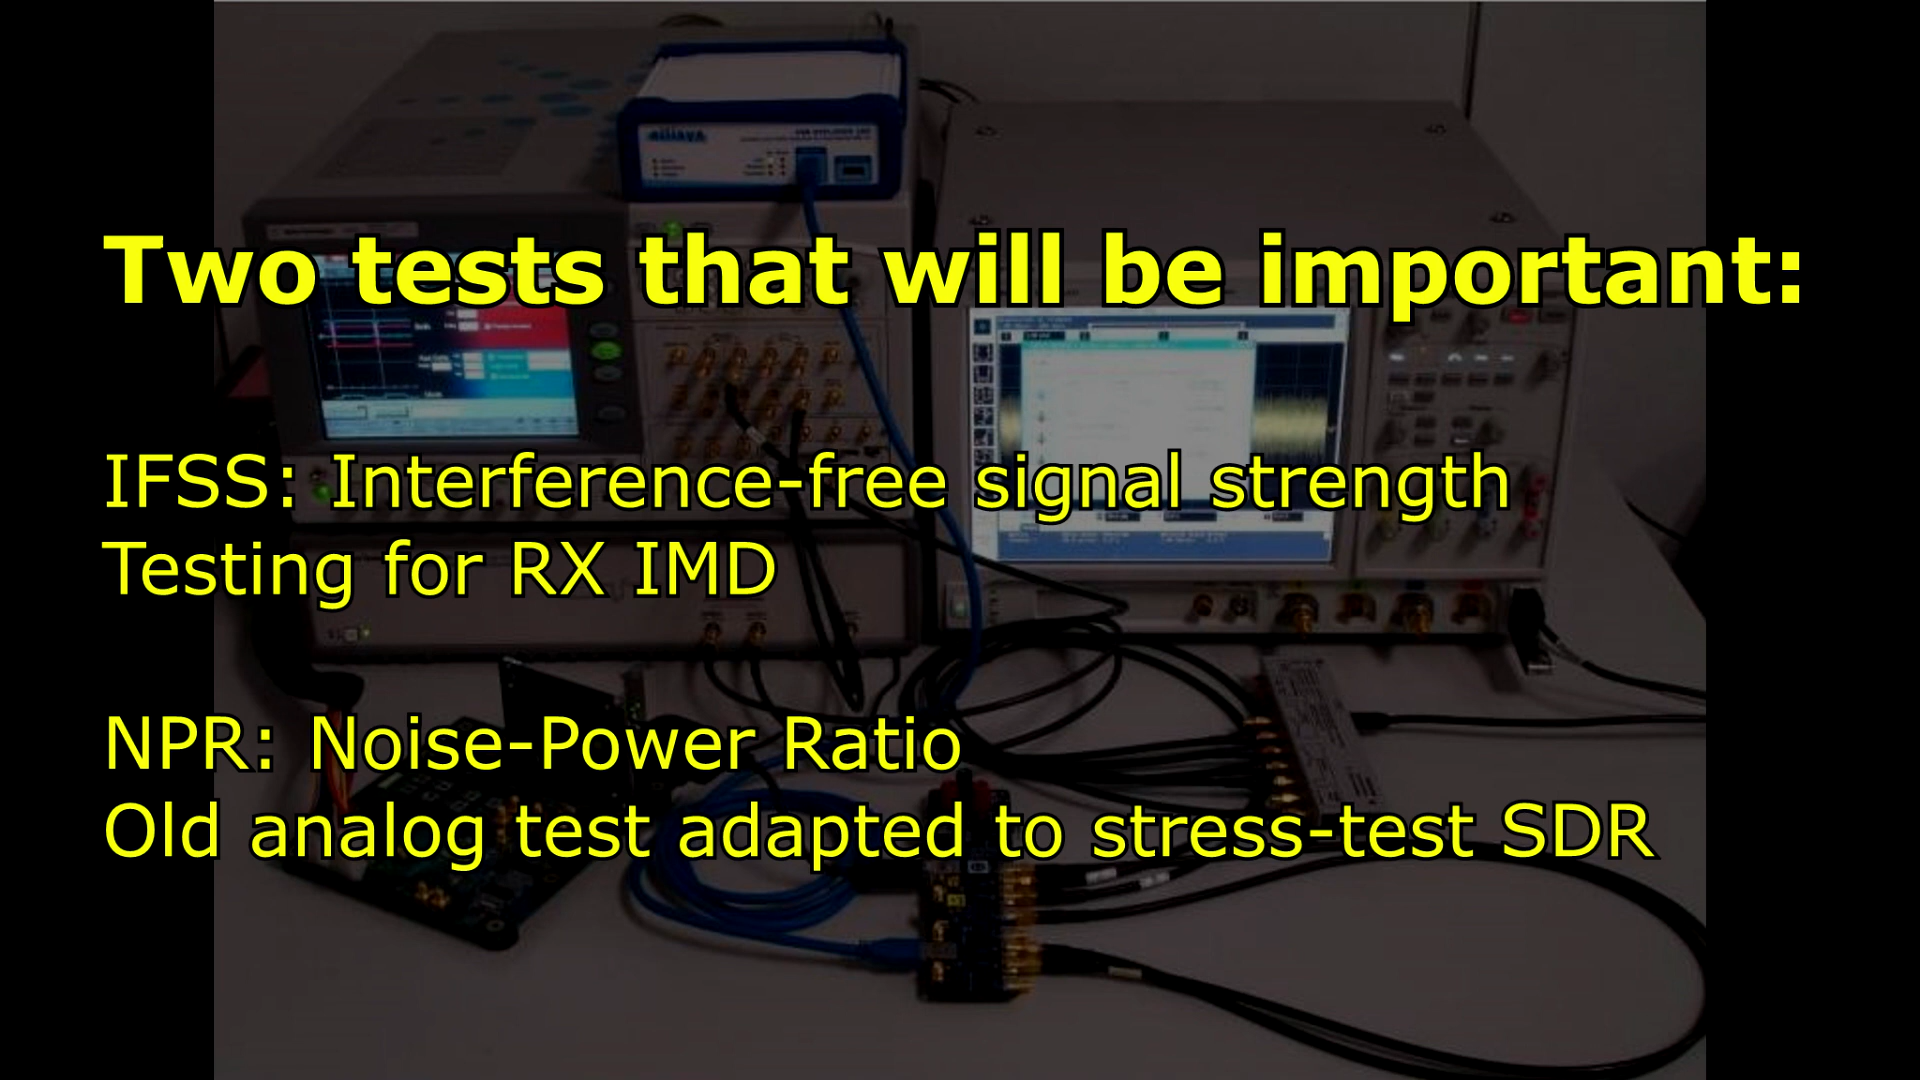 Two tests that will be important:
IFSS: Interference-free signal strength
Testing for RX IMD
NPR: Noise-Power Ratio
Old analog test adapted to stress-test SDR